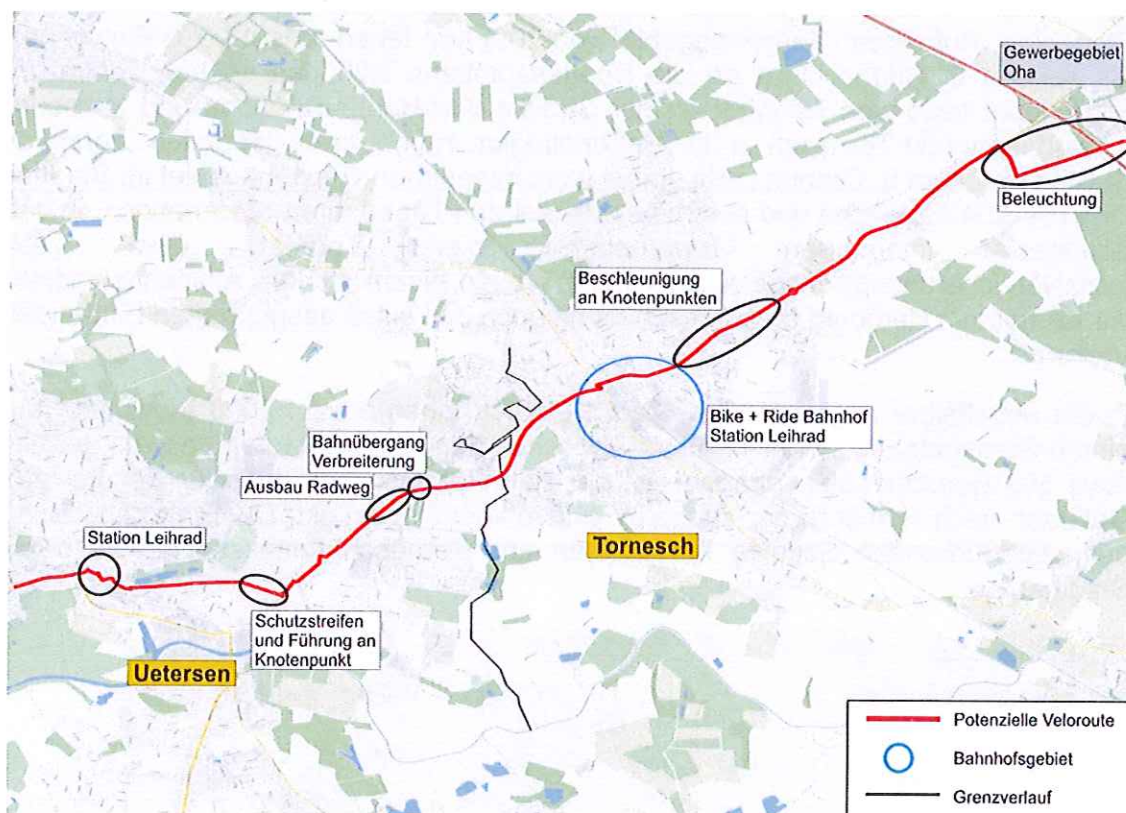 Gewerbegebiet
Oha
Beleuchtung
Beschleunigung
an Knotenpunkten
Bike + Ride Bahnhof
Station Leihrad
Bahnübergang
Verbreiterung
Ausbau Radweg
Tornesch
Station Leihrad
Schutzstreifen
und Führung an
Knotenpunkt
Uetersen
Potenzielle Veloroute
Bahnhofsgebiet
Grenzverlauf